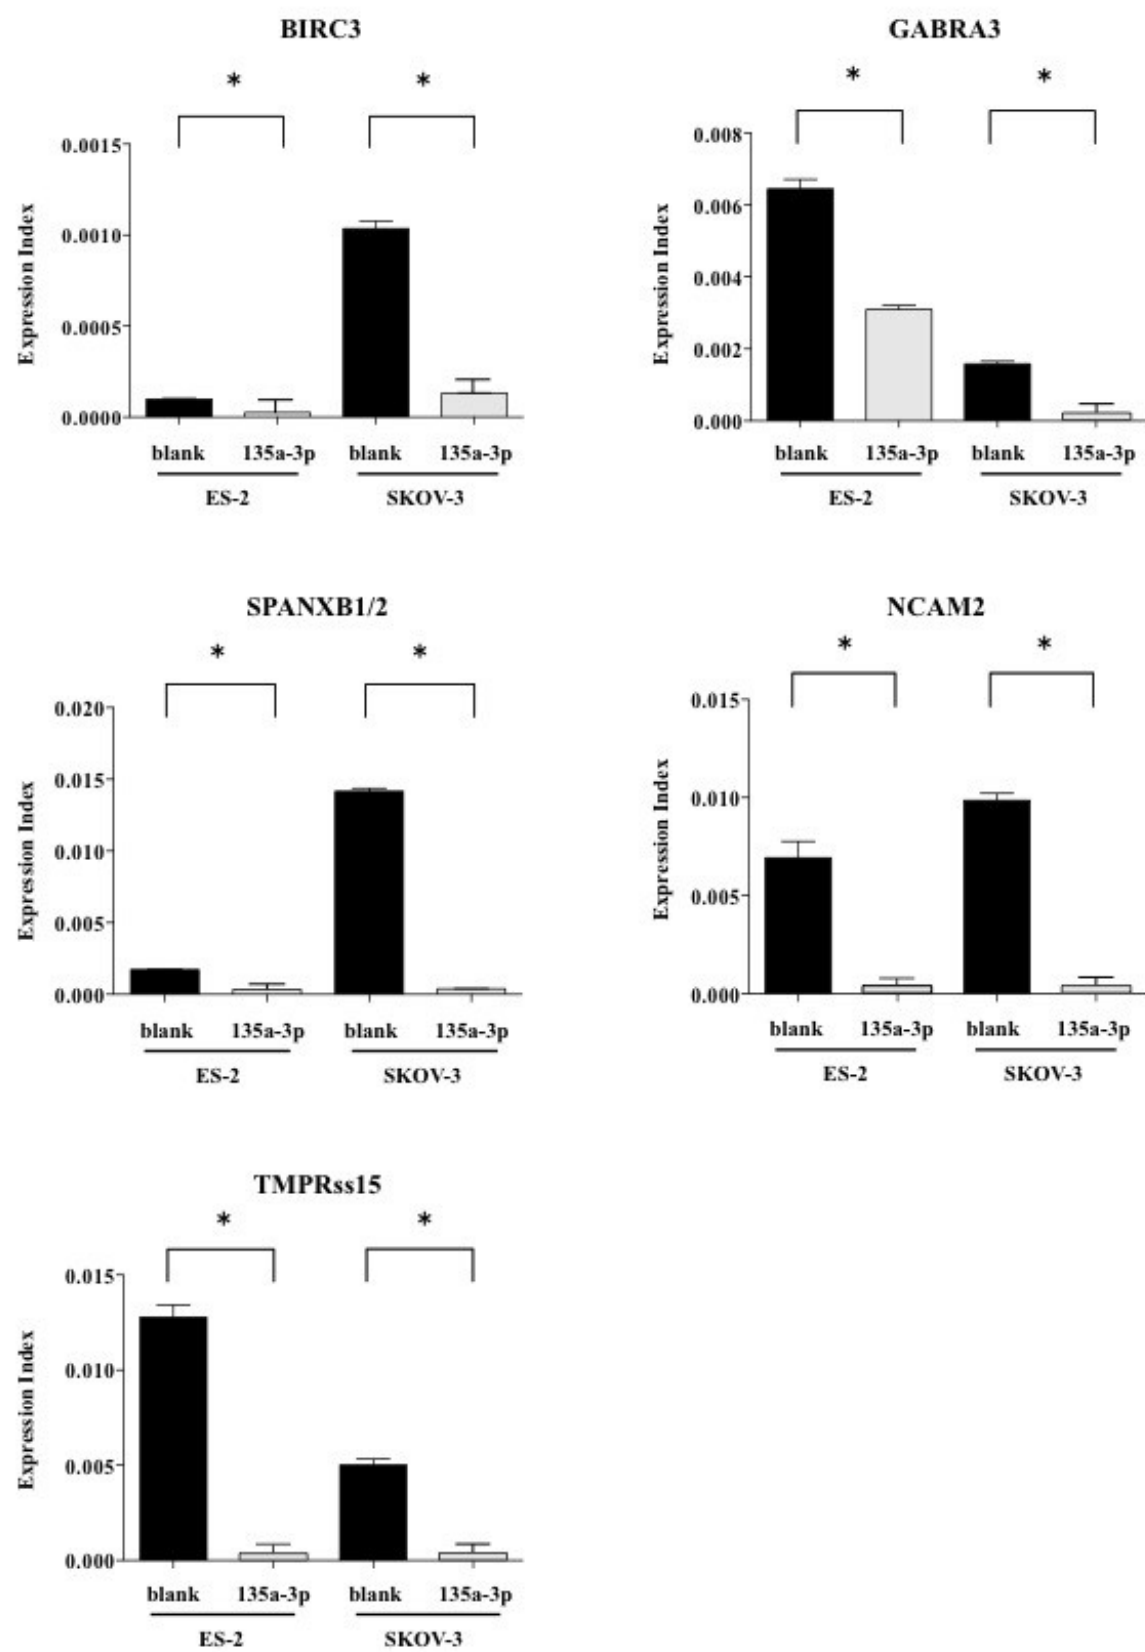 BIRC3
* *
0.0015
0.0010
0.0005
0.0000
Expression Index
blank 135a-3p blank 135a-3p
ES-2 SKOV-3
GABRA3
* *
0.008
0.006
0.004
0.002
0.000
Expression Index
blank 135a-3p blank 135a-3p
ES-2 SKOV-3
SPANXB1/2
* *
0.020
0.015
0.010
0.005
0.000
Expression Index
blank 135a-3p blank 135a-3p
ES-2 SKOV-3
NCAM2
* *
0.015
0.010
0.005
0.000
Expression Index
blank 135a-3p blank 135a-3p
ES-2 SKOV-3
TMPRss15
* *
0.015
0.010
0.005
0.000
Expression Index
blank 135a-3p blank 135a-3p
ES-2 SKOV-3